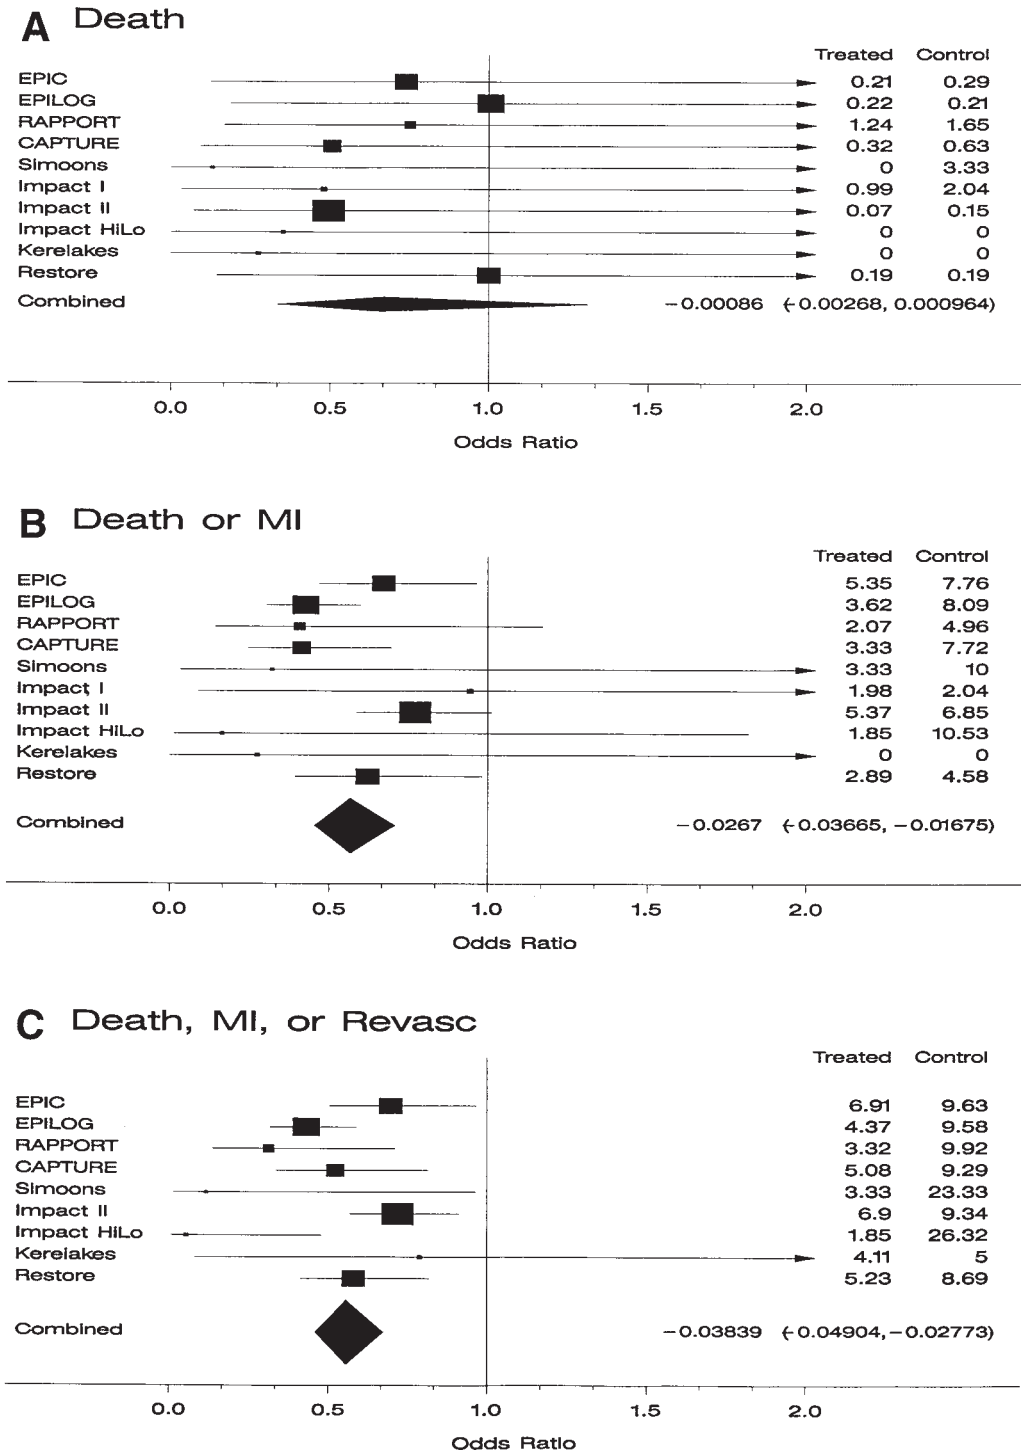 A Death
Treated Control
EPIC 0.21 0.29
EPILOG 0.22 0.21
RAPPORT 1.24 1.65
CAPTURE 0.32 0.63
Simoons 0 3.33
Impact I 0.99 2.04
Impact II 0.07 0.15
Impact HiLo 0 0
Kereiakes 0 0
Restore 0.19 0.19
Combined −0.00086 (−0.00268, 0.000964)
0.0 0.5 1.0 1.5 2.0
Odds Ratio
B Death or MI
Treated Control
EPIC 5.35 7.76
EPILOG 3.62 8.09
RAPPORT 2.07 4.96
CAPTURE 3.33 7.72
Simoons 3.33 10
Impact I 1.98 2.04
Impact II 5.37 6.85
Impact HiLo 1.85 10.53
Kereiakes 0 0
Restore 2.89 4.58
Combined −0.0267 (−0.03665, −0.01675)
0.0 0.5 1.0 1.5 2.0
Odds Ratio
C Death, MI, or Revasc
Treated Control
EPIC 6.91 9.63
EPILOG 4.37 9.58
RAPPORT 3.32 9.92
CAPTURE 5.08 9.29
Simoons 3.33 23.33
Impact II 6.9 9.34
Impact HiLo 1.85 26.32
Kereiakes 4.11 5
Restore 5.23 8.69
Combined −0.03839 (−0.04904, −0.02773)
0.0 0.5 1.0 1.5 2.0
Odds Ratio